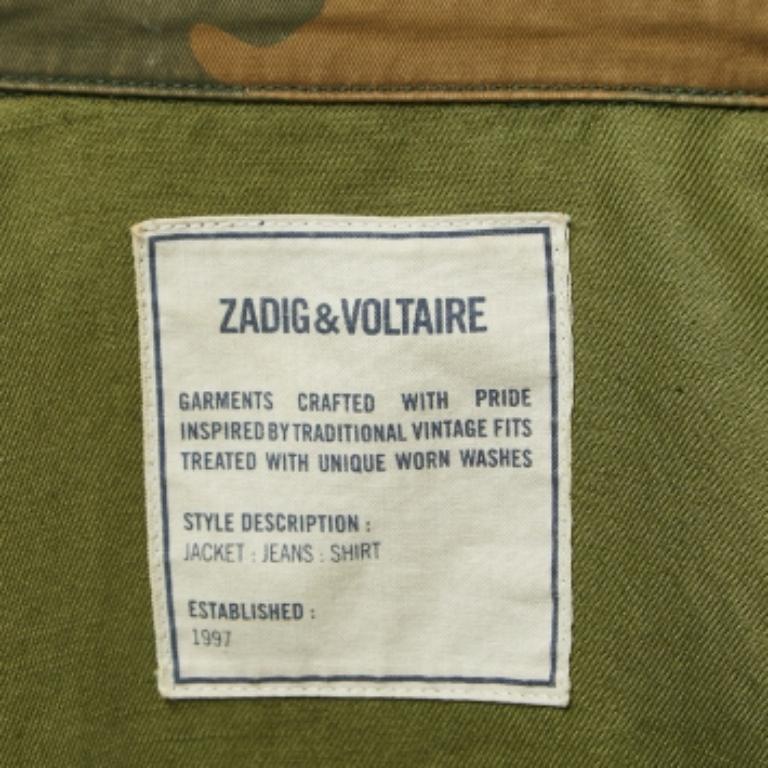 ZADIG&VOLTAIRE
GARMENTS CRAFTED WITH PRIDE
INSPIRED BY TRADITIONAL VINTAGE FITS
TREATED WITH UNIQUE WORN WASHES
STYLE DESCRIPTION :
JACKET : JEANS : SHIRT
ESTABLISHED :
1997